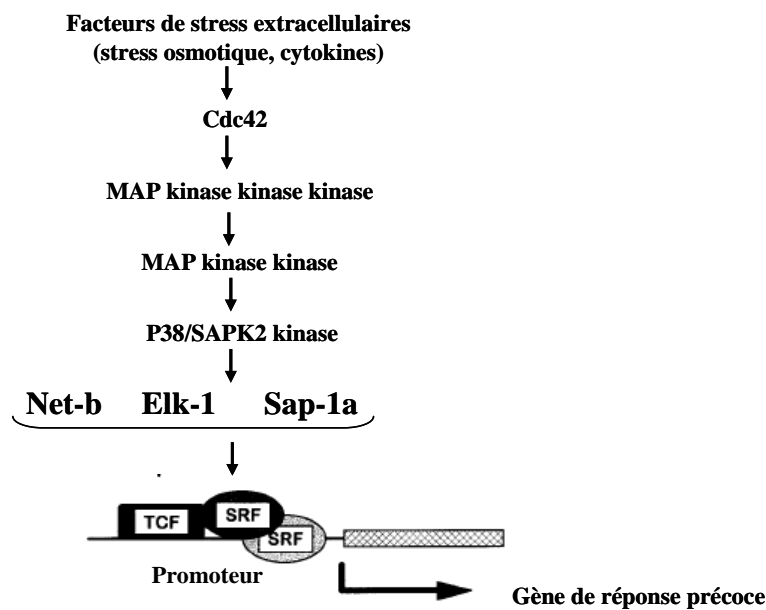 Facteurs de stress extracellulaires
(stress osmotique, cytokines)
Cdc42
MAP kinase kinase kinase
MAP kinase kinase
P38/SAPK2 kinase
Net-b Elk-1 Sap-1a
TCF SRF
SRF
Promoteur
Gène de réponse précoce